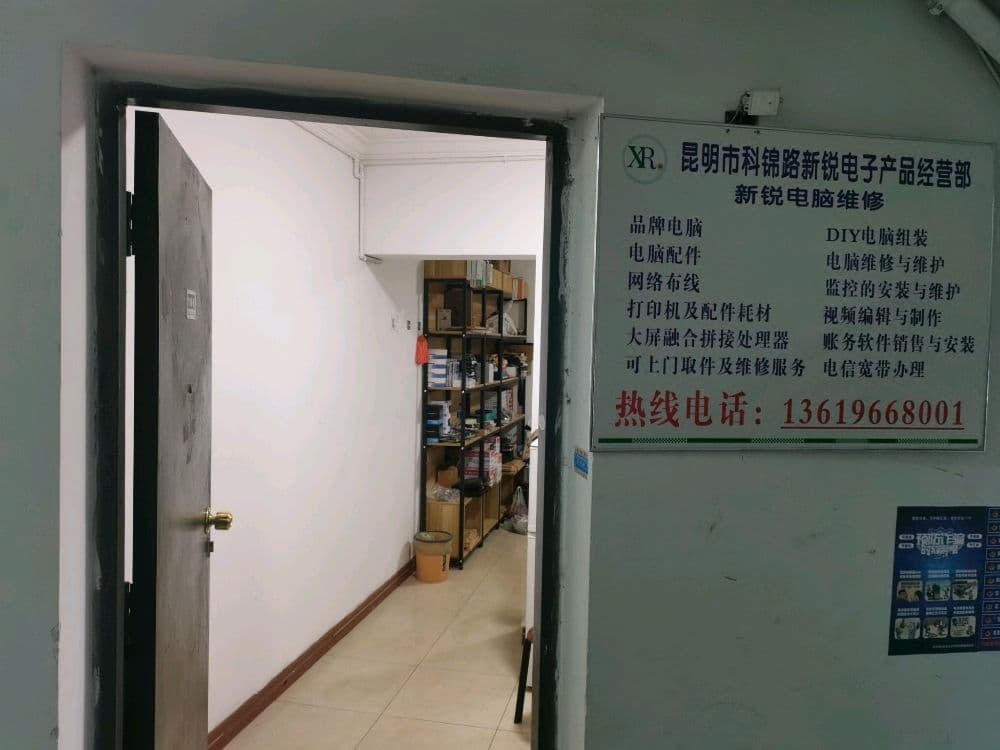 XR
昆明市科锦路新锐电子产品经营部
新锐电脑维修
品牌电脑
电脑配件
网络布线
打印机及配件耗材
大屏融合拼接处理器
可上门取件及维修服务
DIY电脑组装
电脑维修与维护
监控的安装与维护
视频编辑与制作
账务软件销售与安装
电信宽带办理
热线电话：13619668001